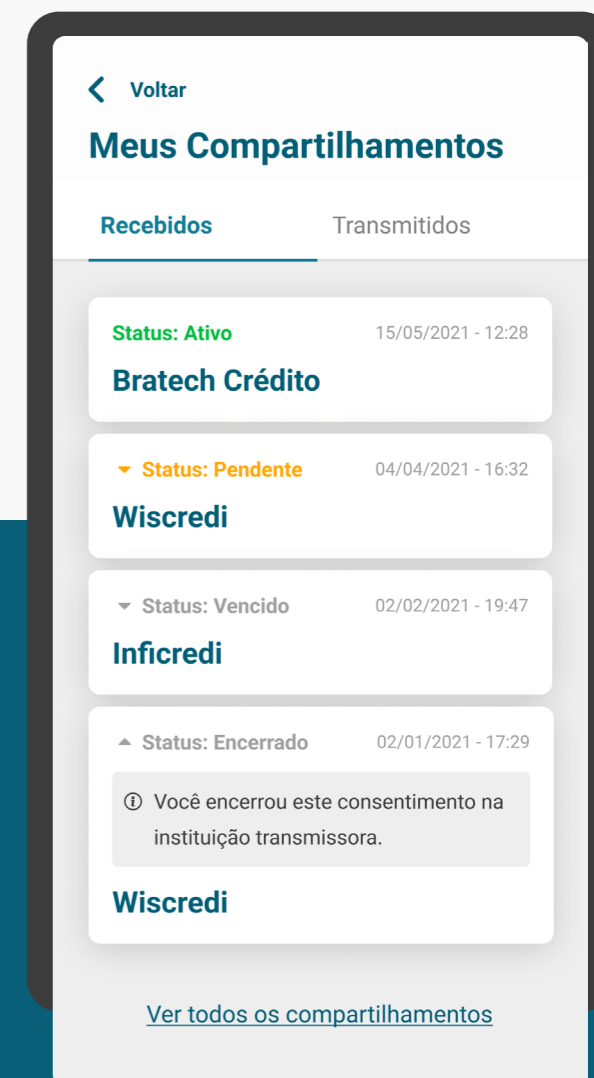 Voltar
Meus Compartilhamentos
Recebidos Transmitidos
Status: Ativo 15/05/2021 - 12:28
Bratech Crédito
Status: Pendente 04/04/2021 - 16:32
Wiscredi
Status: Vencido 02/02/2021 - 19:47
Inficredi
Status: Encerrado 02/01/2021 - 17:29
Você encerrou este consentimento na
instituição transmissora.
Wiscredi
Ver todos os compartilhamentos